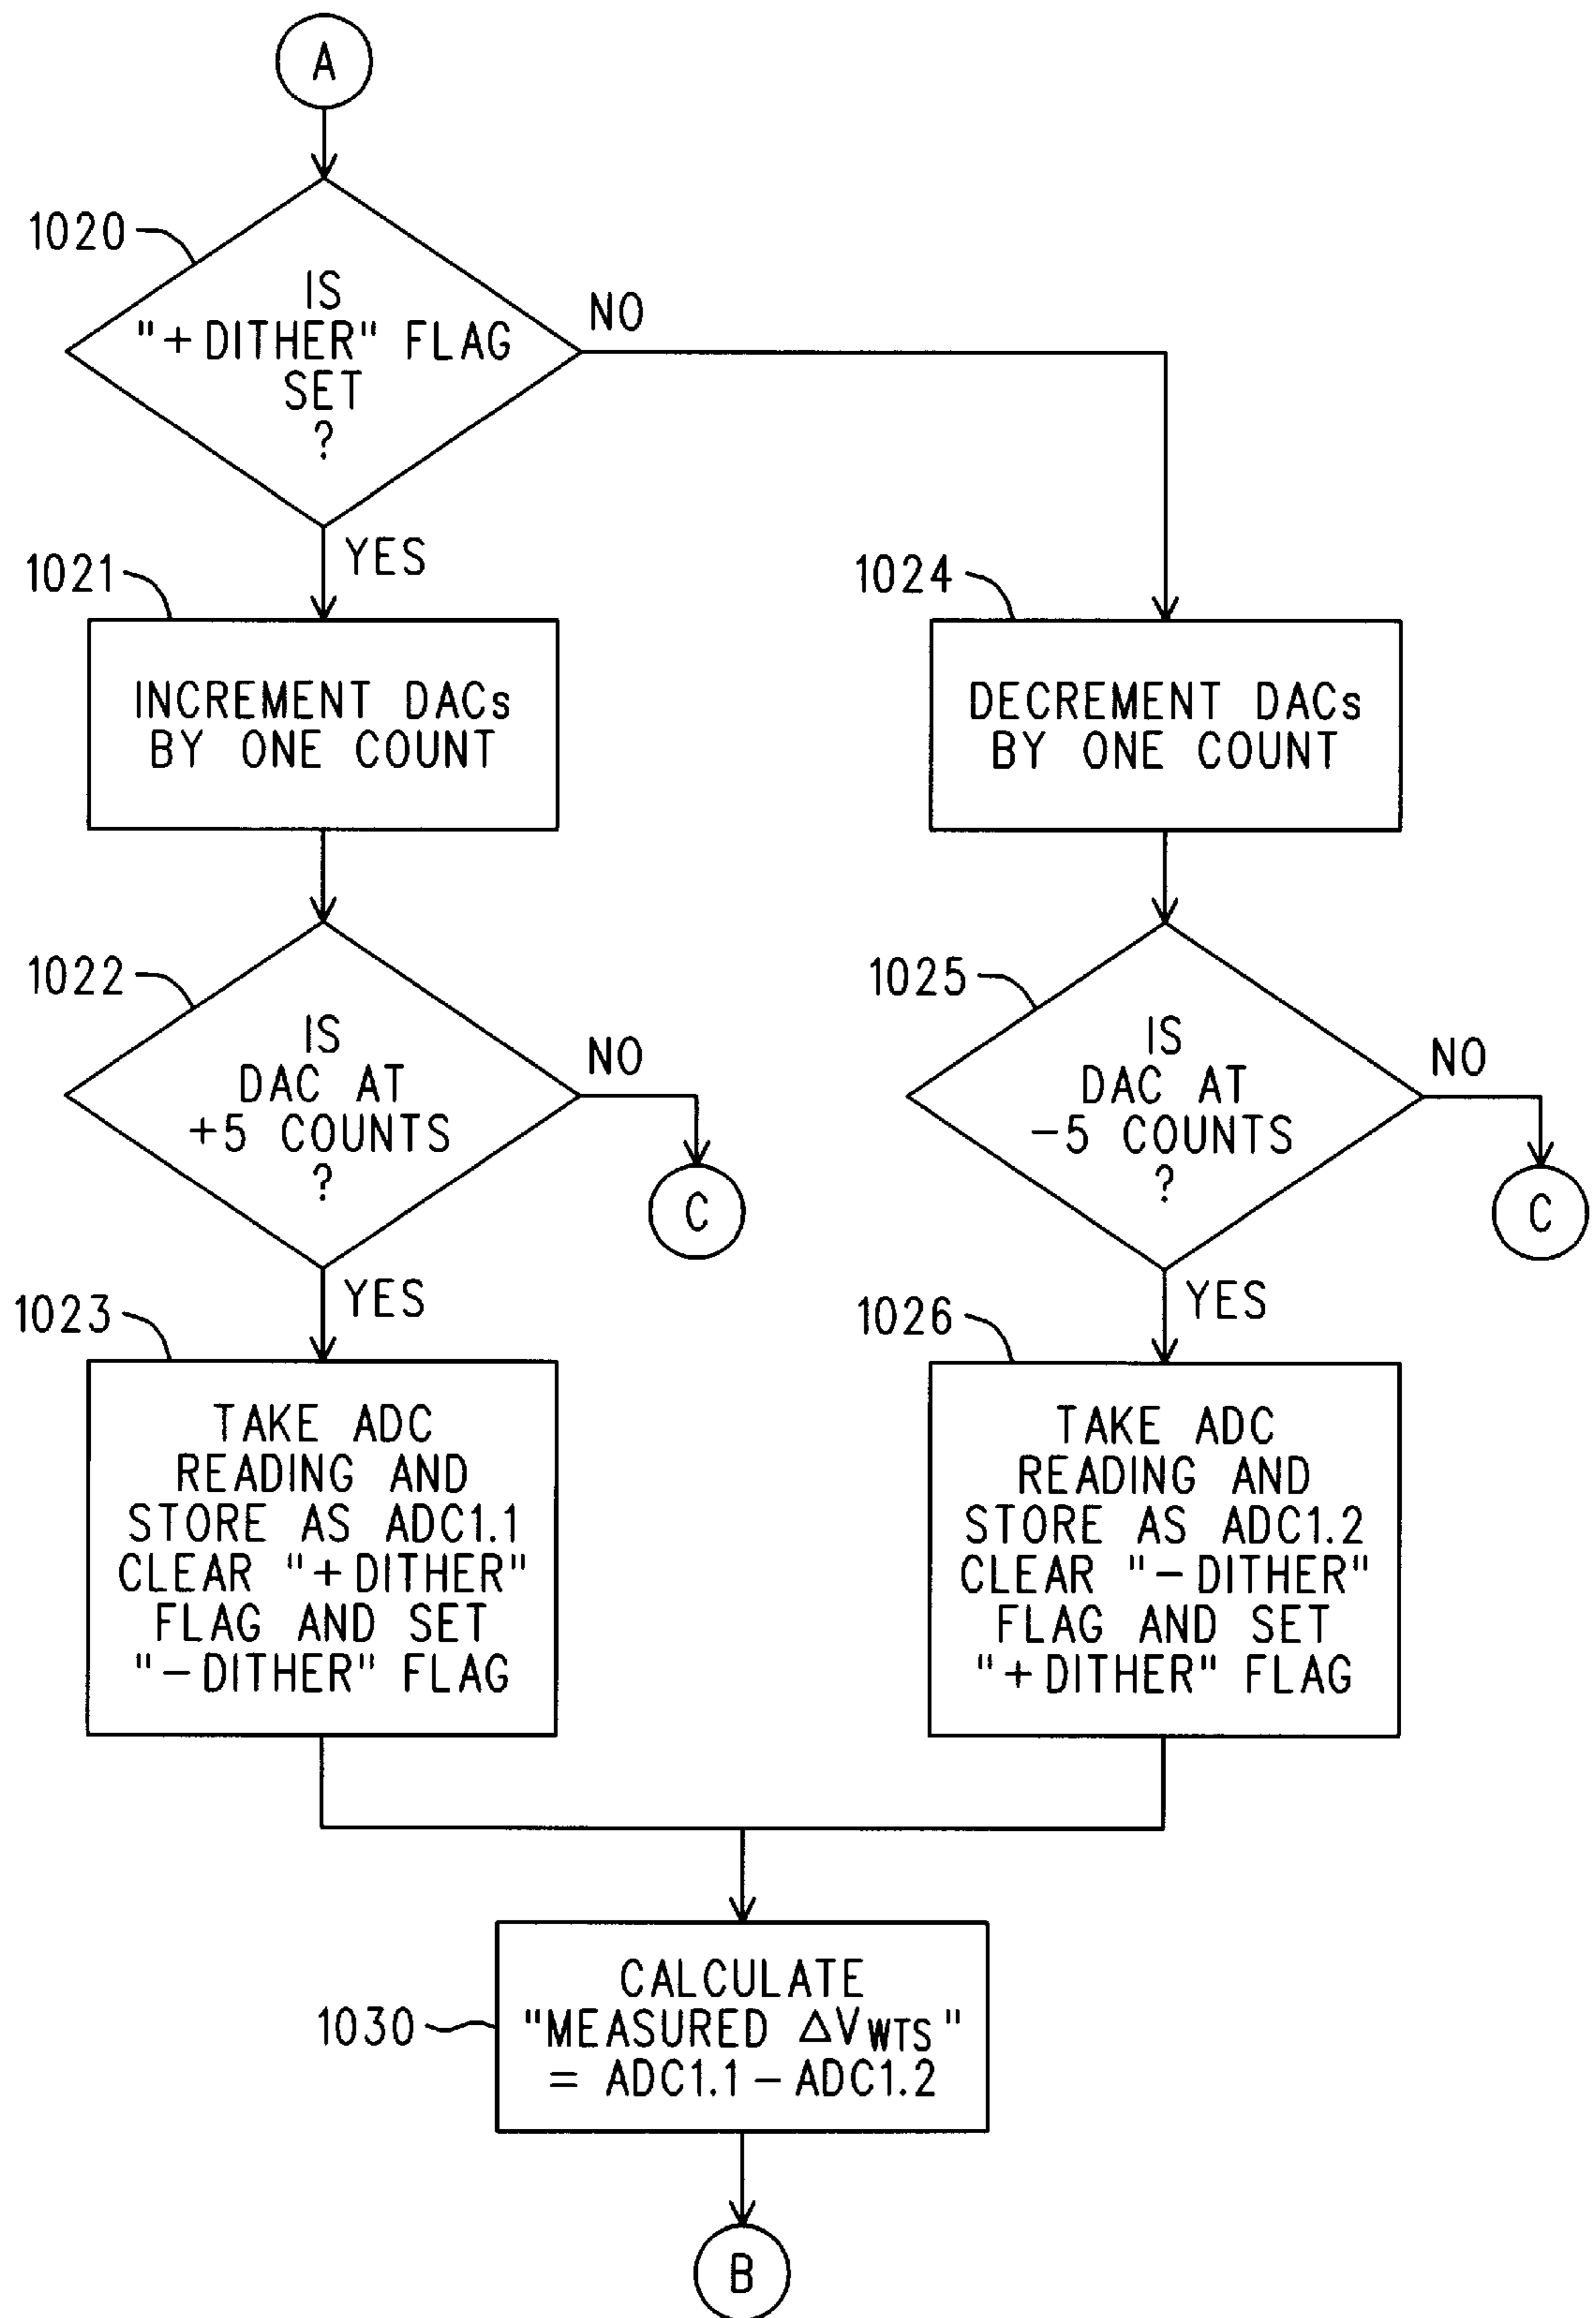 A
1020
IS
"+DITHER" FLAG
SET
?
NO
YES
1021
INCREMENT DACs
BY ONE COUNT
1024
DECREMENT DACs
BY ONE COUNT
1022
IS
DAC AT
+5 COUNTS
?
NO
C
YES
1025
IS
DAC AT
-5 COUNTS
?
NO
C
YES
1023
TAKE ADC
READING AND
STORE AS ADC1.1
CLEAR "+DITHER"
FLAG AND SET
"-DITHER" FLAG
1026
TAKE ADC
READING AND
STORE AS ADC1.2
CLEAR "-DITHER"
FLAG AND SET
"+DITHER" FLAG
1030
CALCULATE
"MEASURED ΔVWTS"
= ADC1.1-ADC1.2
B